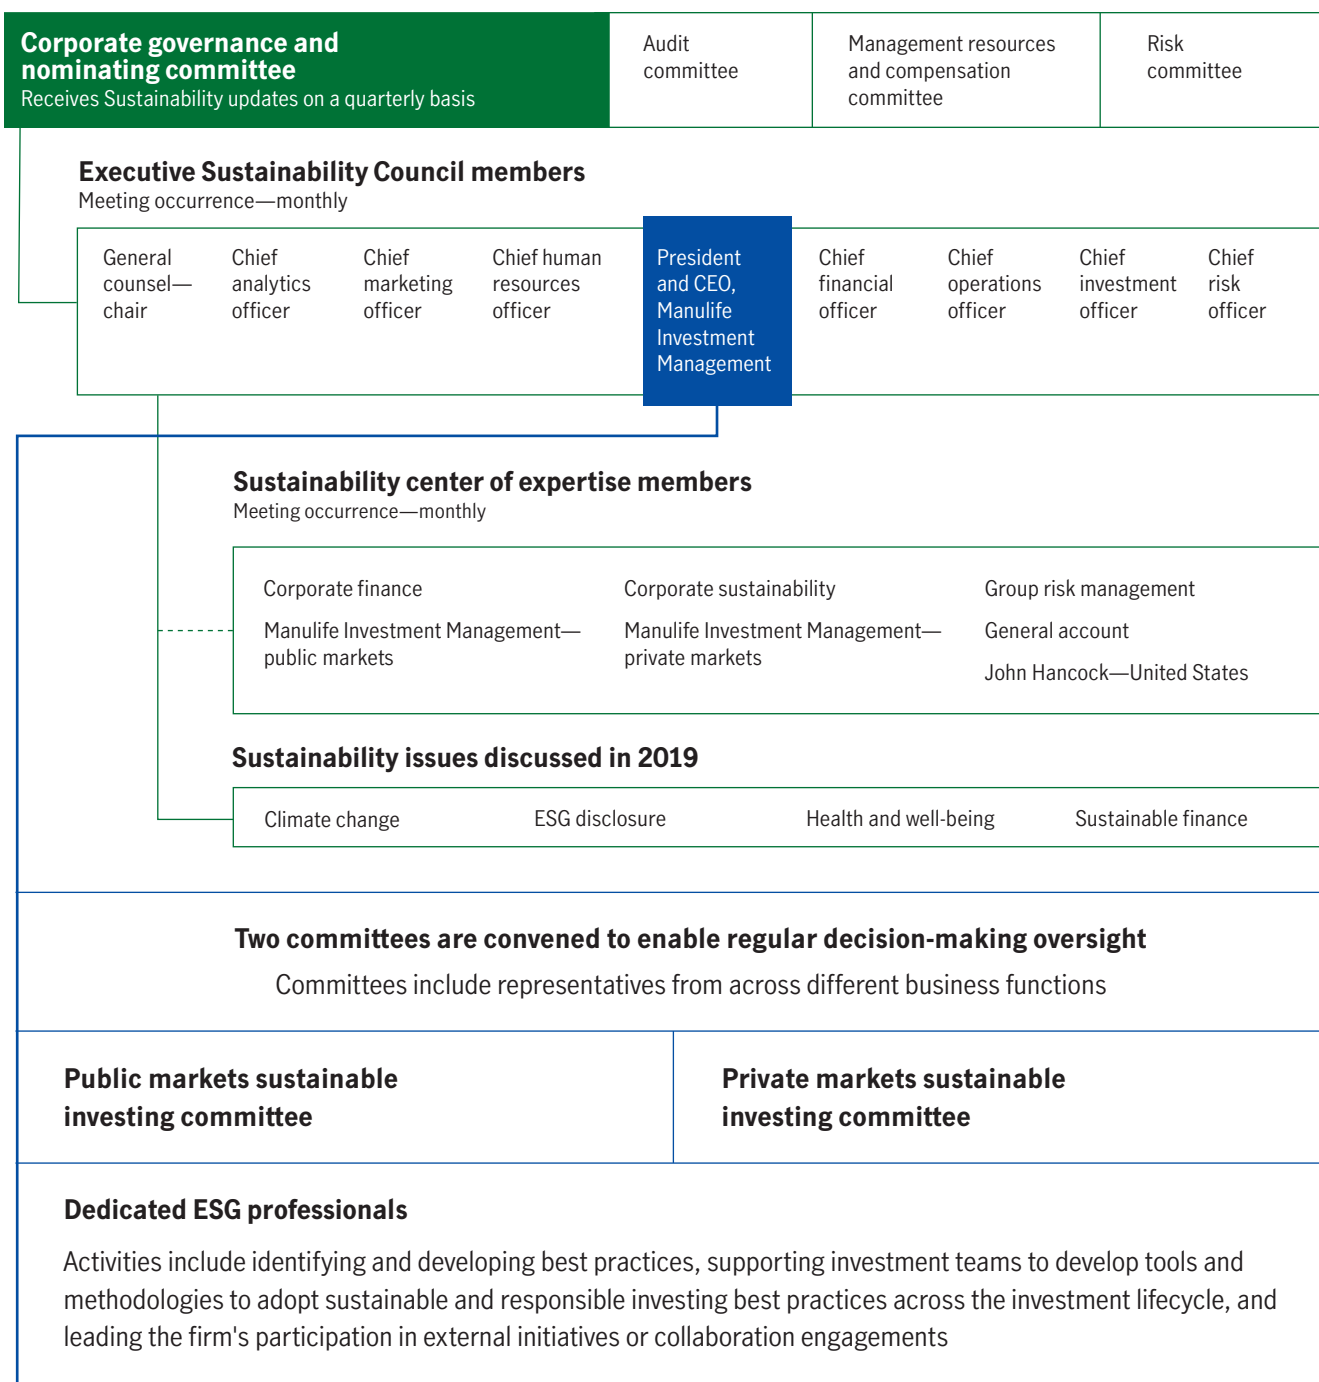 Corporate governance and
nominating committee
Receives Sustainability updates on a quarterly basis
Audit
committee
Management resources
and compensation
committee
Risk
committee
Executive Sustainability Council members
Meeting occurrence—monthly
General
counsel—
chair
Chief
analytics
officer
Chief
marketing
officer
Chief human
resources
officer
President
and CEO,
Manulife
Investment
Management
Chief
financial
officer
Chief
operations
officer
Chief
investment
officer
Chief
risk
officer
Sustainability center of expertise members
Meeting occurrence—monthly
Corporate finance
Manulife Investment Management—
public markets
Corporate sustainability
Manulife Investment Management—
private markets
Group risk management
General account
John Hancock—United States
Sustainability issues discussed in 2019
Climate change
ESG disclosure
Health and well-being
Sustainable finance
Two committees are convened to enable regular decision-making oversight
Committees include representatives from across different business functions
Public markets sustainable
investing committee
Private markets sustainable
investing committee
Dedicated ESG professionals
Activities include identifying and developing best practices, supporting investment teams to develop tools and
methodologies to adopt sustainable and responsible investing best practices across the investment lifecycle, and
leading the firm's participation in external initiatives or collaboration engagements